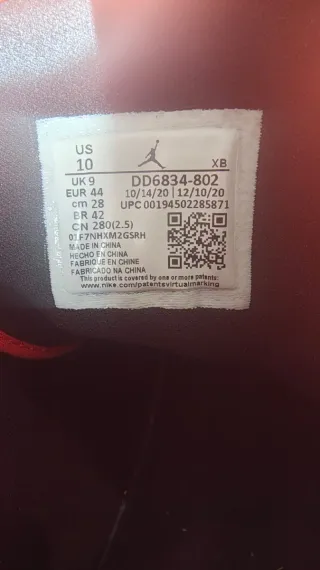 US
10
XB
UK 9
DD6834-802
EUR 44
10/14/20 | 12/10/20
cm 28
UPC 00194502285871
BR 42
CN 280(2.5)
01F7NHXM2GSRH
MADE IN CHINA
HECHO EN CHINA
FABRIQUE EN CHINE
FABRICADO NA CHINA
This product is covered by one or more patents:
www.nike.com/patentsvirtualmarking